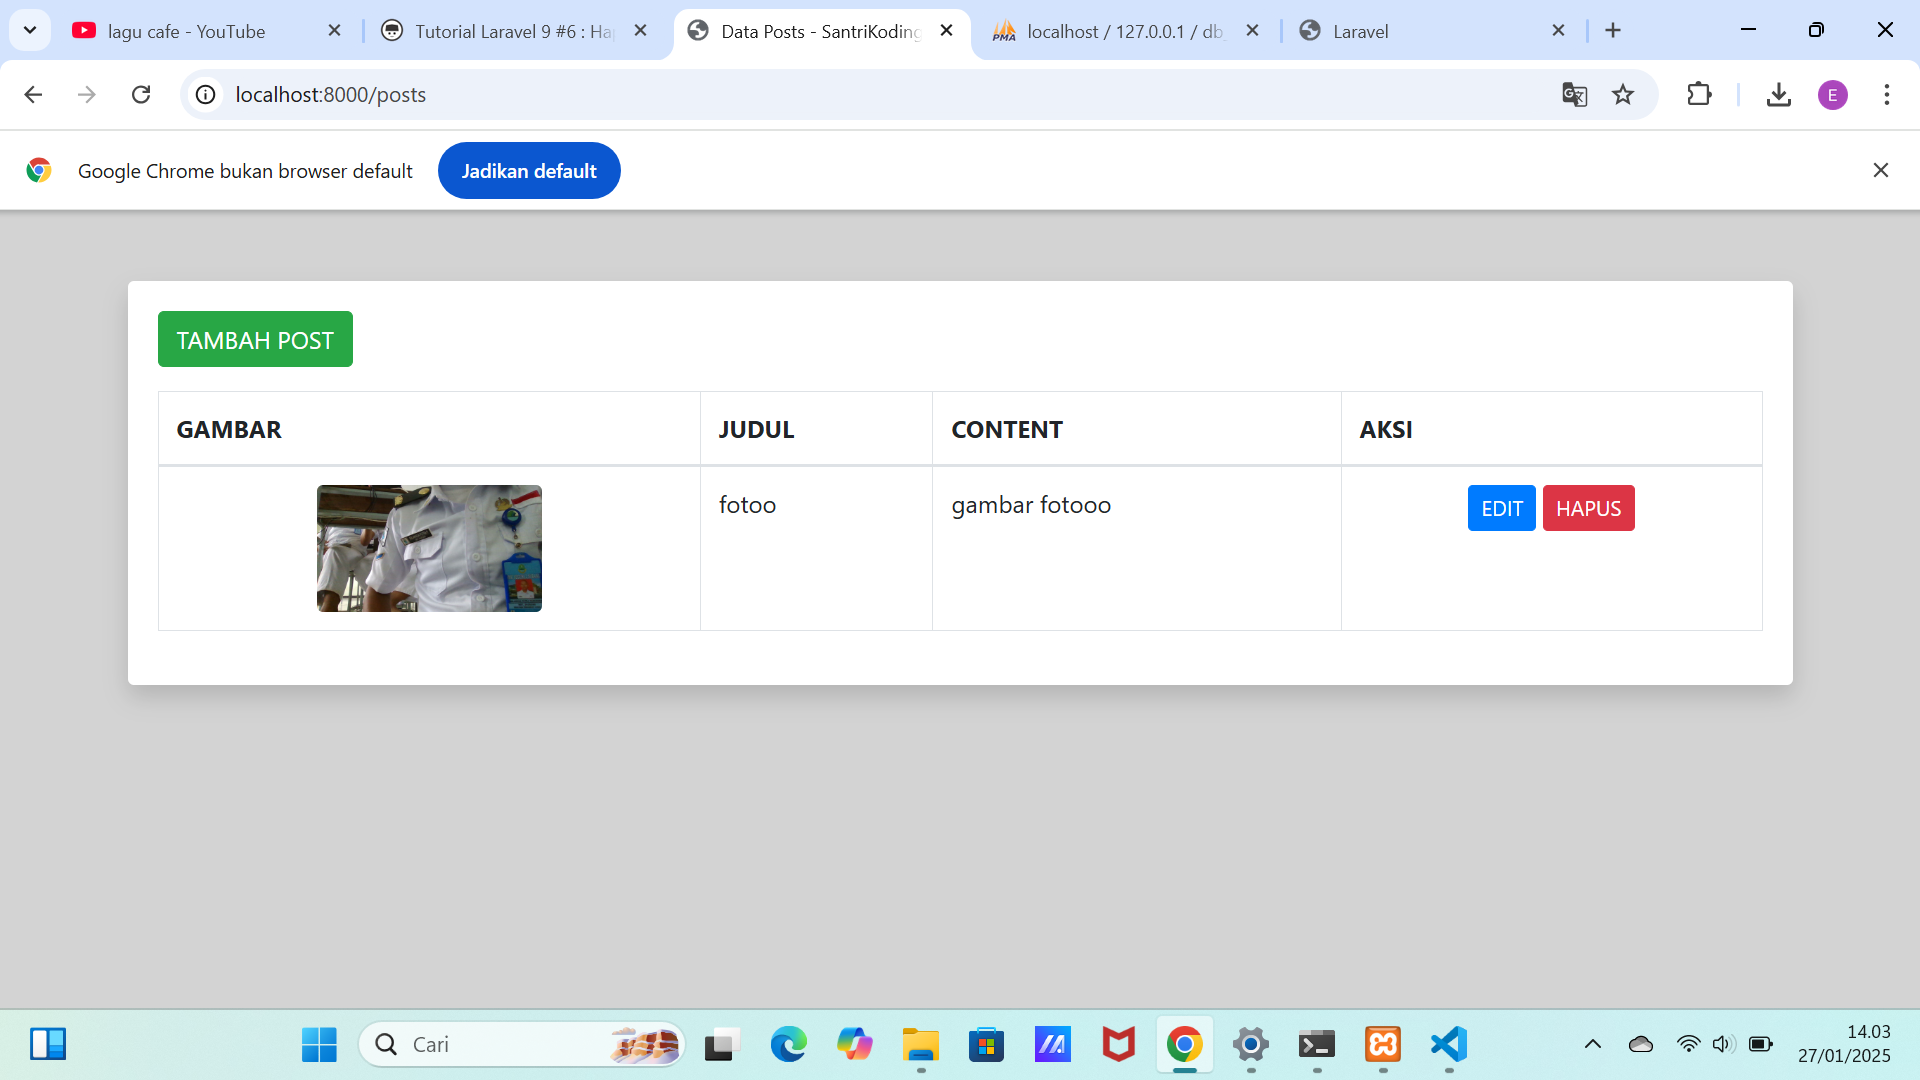 lagu cafe - YouTube
Tutorial Laravel 9 #6 : Ha
Data Posts - SantriKoding
localhost / 127.0.0.1 / db
Laravel
localhost:8000/posts
E
Google Chrome bukan browser default
Jadikan default
TAMBAH POST
GAMBAR JUDUL CONTENT AKSI
fotoo gambar fotooo EDIT HAPUS
Cari
14.03
27/01/2025